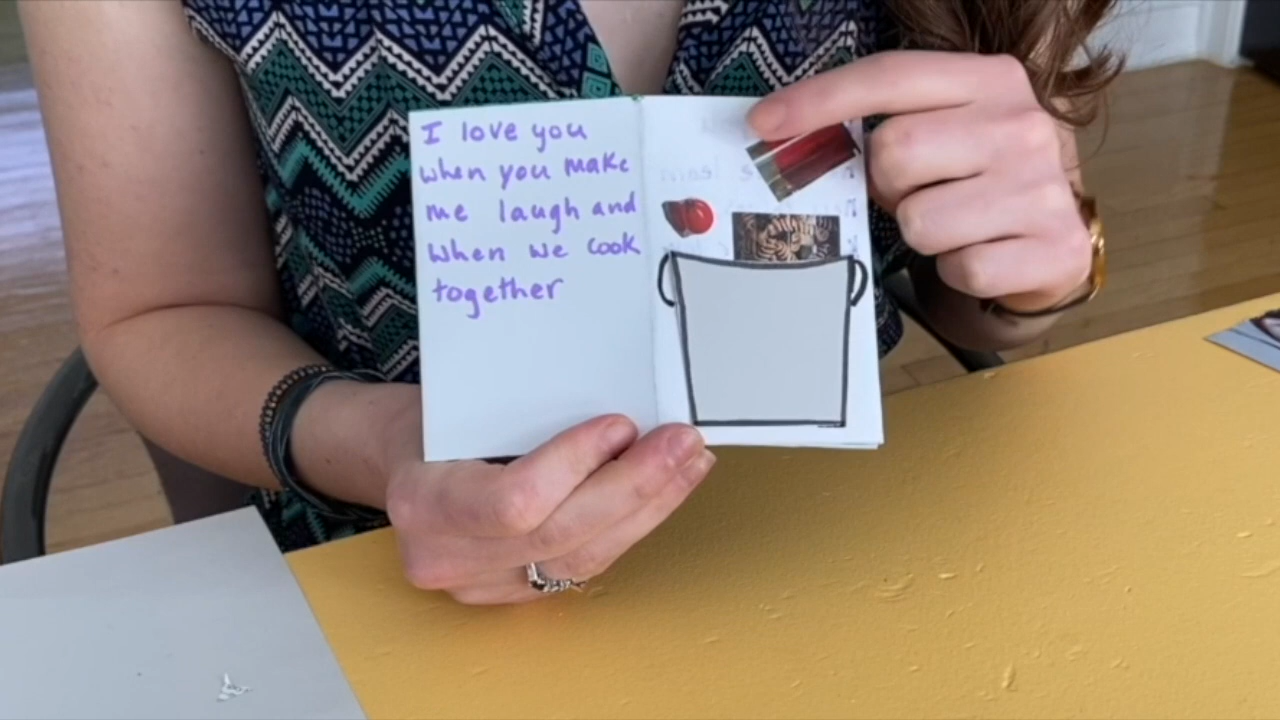 I love you
when you make
me laugh and
when we cook
together